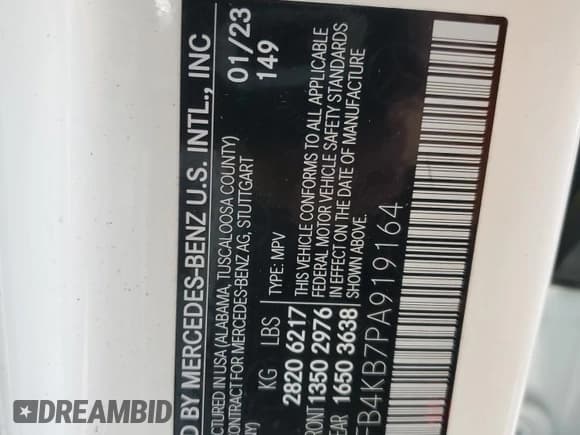 D BY MERCEDES-BENZ U.S. INTL., INC
01/23
149
CTURED IN USA (ALABAMA, TUSCALOOSA COUNTY)
CONTRACT FOR MERCEDES-BENZ AG, STUTTGART
KG LBS TYPE: MPV
2820 6217
RONT 1350 2976
EAR 1650 3638
THIS VEHICLE CONFORMS TO ALL APPLICABLE
FEDERAL MOTOR VEHICLE SAFETY STANDARDS
IN EFFECT ON THE DATE OF MANUFACTURE
SHOWN ABOVE.
FB4KB7PA919164
DREAMBID